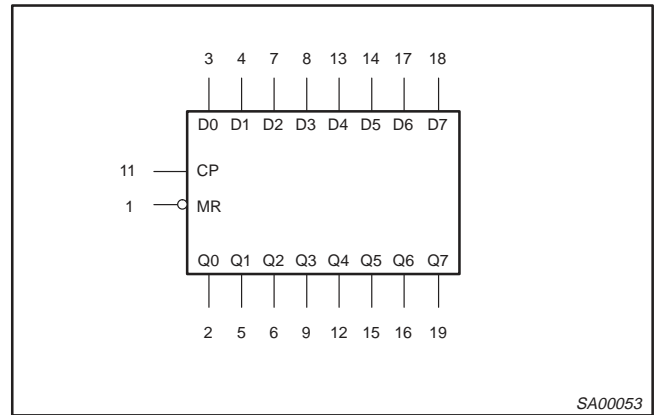 3 4 7 8 13 14 17 18
D0 D1 D2 D3 D4 D5 D6 D7
11 CP
1 MR
Q0 Q1 Q2 Q3 Q4 Q5 Q6 Q7
2 5 6 9 12 15 16 19
SA00053